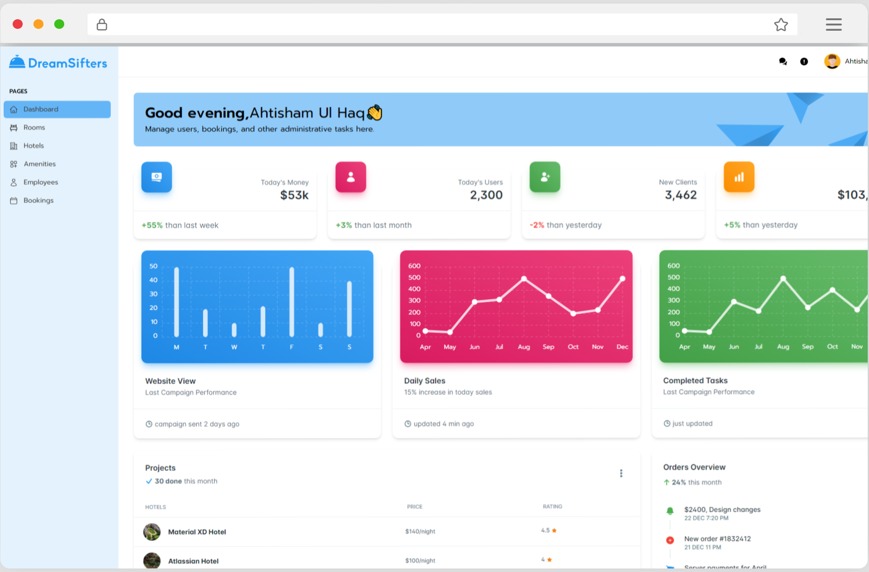 DreamSifters
Ahtisha
PAGES
Dashboard
Rooms
Hotels
Amenities
Employees
Bookings
Good evening,Ahtisham Ul Haq
Manage users, bookings, and other administrative tasks here.
Today's Money
$53k
+55% than last week
Today's Users
2,300
+3% than last month
New Clients
3,462
-2% than yesterday
$103,
+5% than yesterday
50
40
30
20
10
0
M T W T F S S
Website View
Last Campaign Performance
campaign sent 2 days ago
600
500
400
300
200
100
0
Apr May Jun Jul Aug Sep Oct Nov Dec
Daily Sales
15% increase in today sales
updated 4 min ago
600
500
400
300
200
100
0
Apr May Jun Jul Aug Sep Oct Nov
Completed Tasks
Last Campaign Performance
just updated
Projects
30 done this month
HOTELS PRICE RATING
Material XD Hotel $140/night 4.5
Atlassian Hotel $100/night 4
Orders Overview
24% this month
$2400, Design changes
22 DEC 7:20 PM
New order #1832412
21 DEC 11 PM
Server payments for April